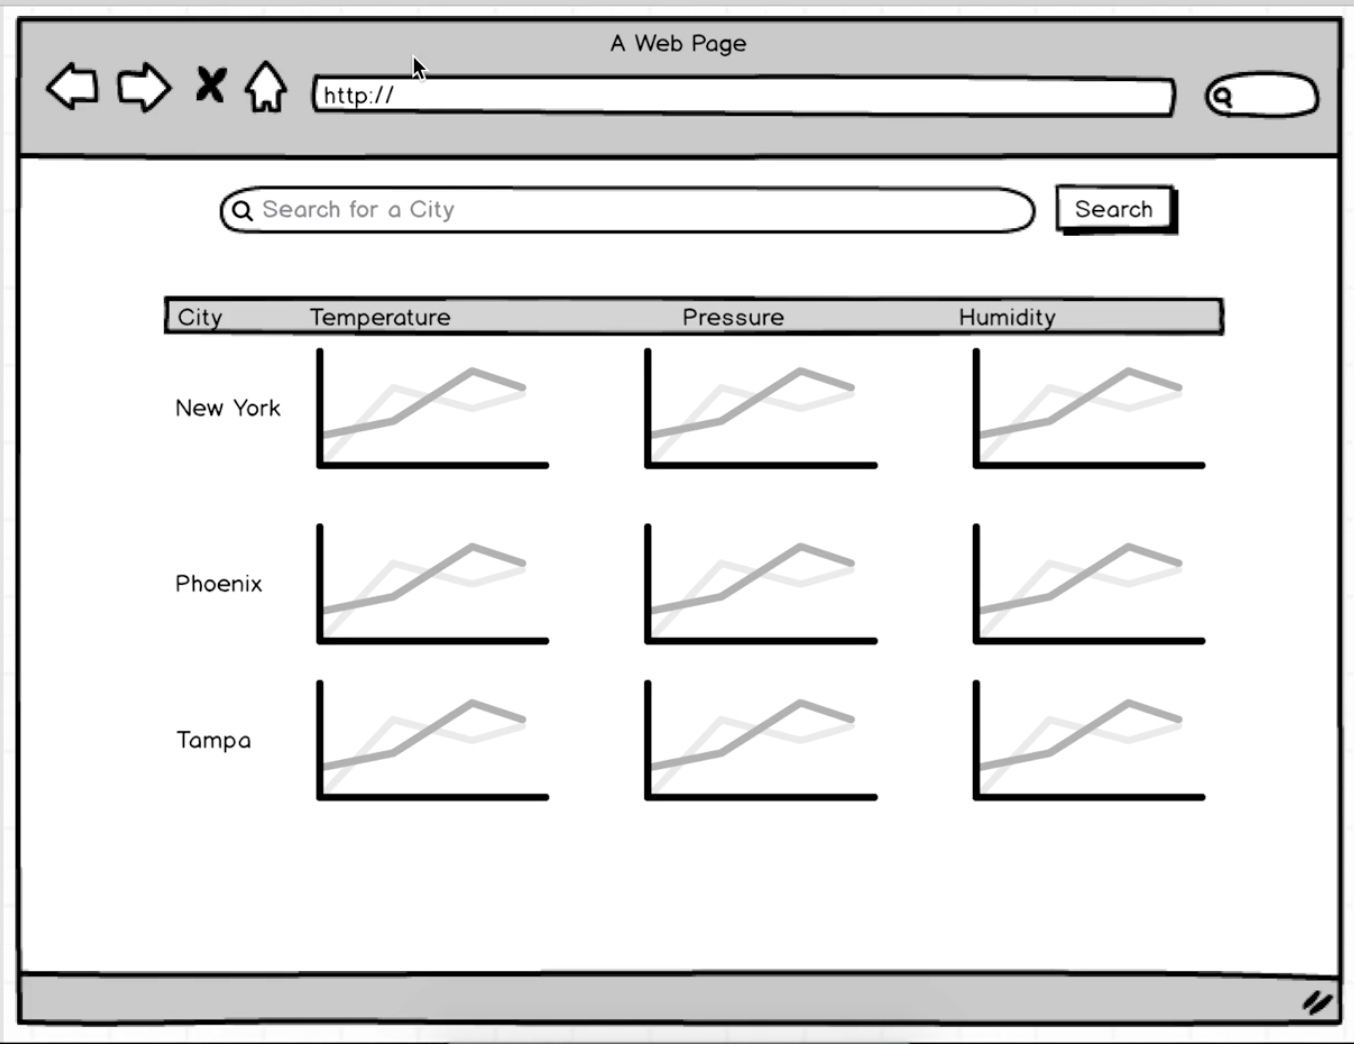 A Web Page
http://
Search for a City
Search
City Temperature Pressure Humidity
New York
Phoenix
Tampa